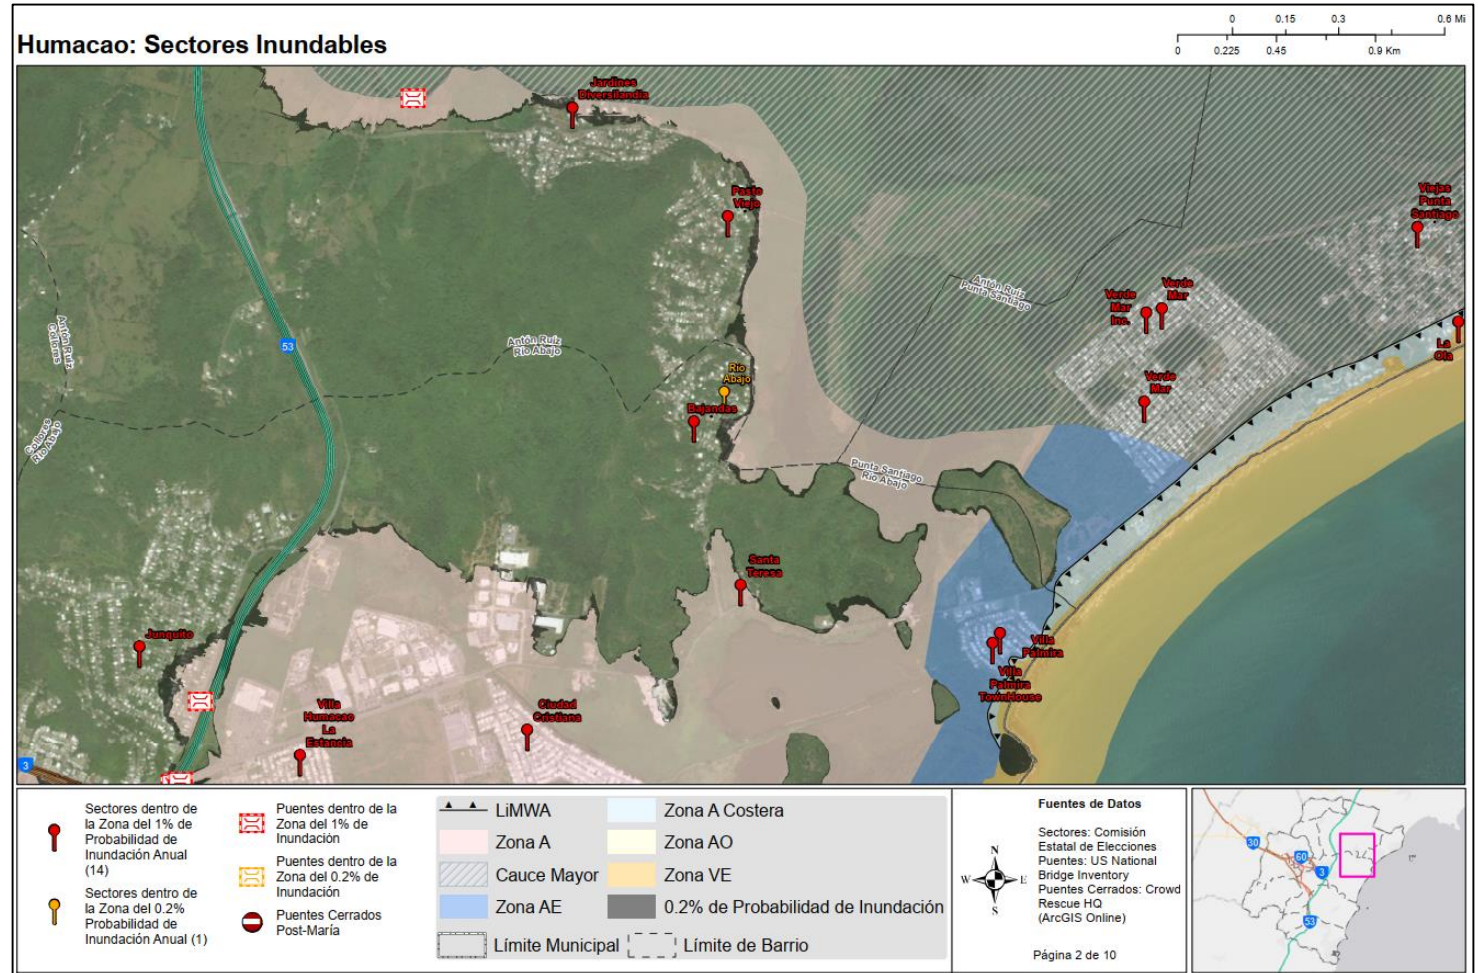 Humacao: Sectores Inundables
0 0.15 0.3 0.6 Mi
0 0.225 0.45 0.9 Km
Jardines
Diversilandia
Pasto
Viejo
Viejas
Punta
Santiago
Antón Ruiz
Punta Santiago
Verde
Mar
Inc.
Verde
Mar
La
Ola
Antón Ruiz
Collores
53
Antón Ruiz
Río Abajo
Río
Abajo
Verde
Mar
Bajandas
Collores
Río Abajo
Punta Santiago
Río Abajo
Santa
Teresa
Junquito
Villa
Palmira
Villa
Palmira
TownHouse
Villa
Humacao
La
Estancia
Ciudad
Cristiana
3
Sectores dentro de
la Zona del 1% de
Probabilidad de
Inundación Anual
(14)
Sectores dentro de
la Zona del 0.2%
Probabilidad de
Inundación Anual (1)
Puentes dentro de la
Zona del 1% de
Inundación
Puentes dentro de la
Zona del 0.2% de
Inundación
Puentes Cerrados
Post-María
LiMWA
Zona A
Cauce Mayor
Zona AE
Límite Municipal
Zona A Costera
Zona AO
Zona VE
0.2% de Probabilidad de Inundación
Límite de Barrio
N
W E
S
Fuentes de Datos
Sectores: Comisión
Estatal de Elecciones
Puentes: US National
Bridge Inventory
Puentes Cerrados: Crowd
Rescue HQ
(ArcGIS Online)
Página 2 de 10
30
60
3
53